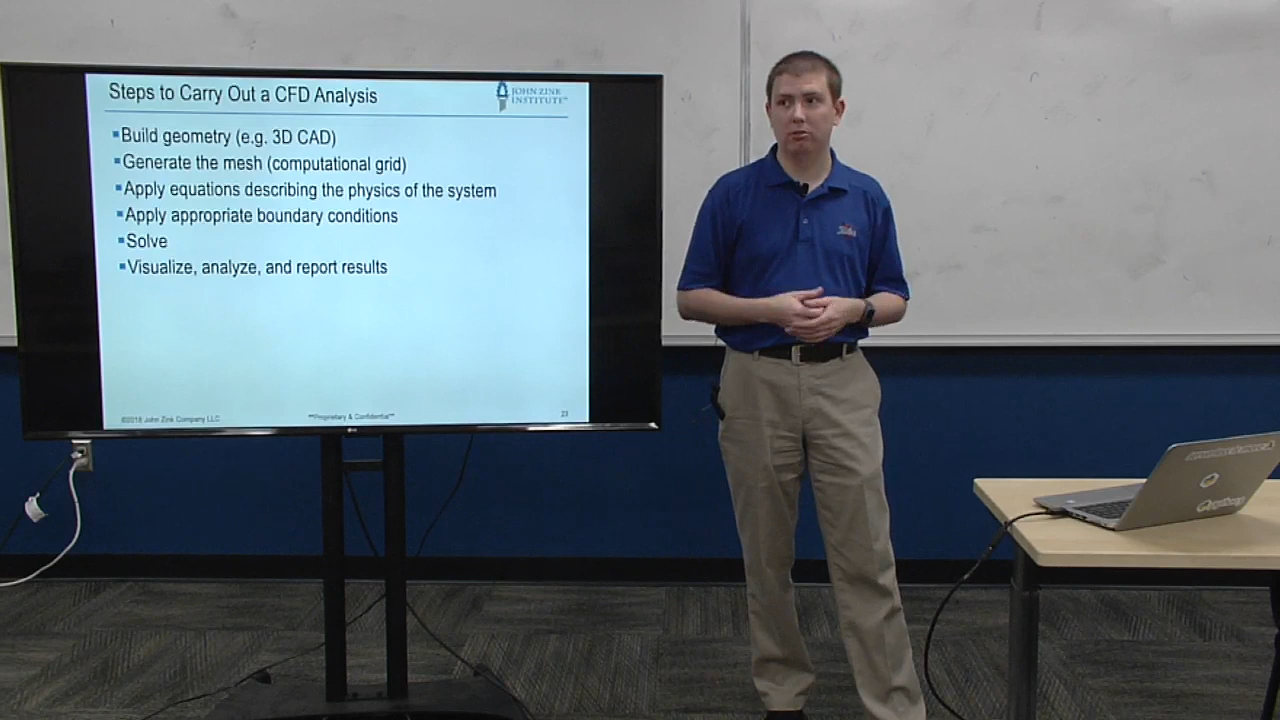 Steps to Carry Out a CFD Analysis
JOHN ZINK
INSTITUTE
▪Build geometry (e.g. 3D CAD)
▪Generate the mesh (computational grid)
▪Apply equations describing the physics of the system
▪Apply appropriate boundary conditions
▪Solve
▪Visualize, analyze, and report results
©2018 John Zink Company LLC
**Proprietary & Confidential**
23
LG